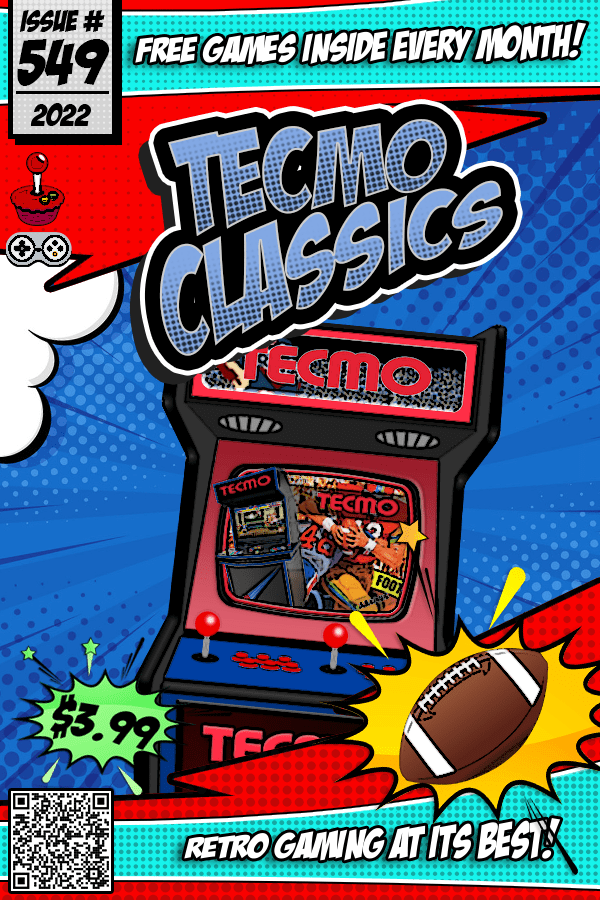 ISSUE #
549
2022
FREE GAMES INSIDE EVERY MONTH!
TECMO
CLASSICS
TECMO
TECMO
TECMO
FOOT
$3.99
RETRO GAMING AT ITS BEST!